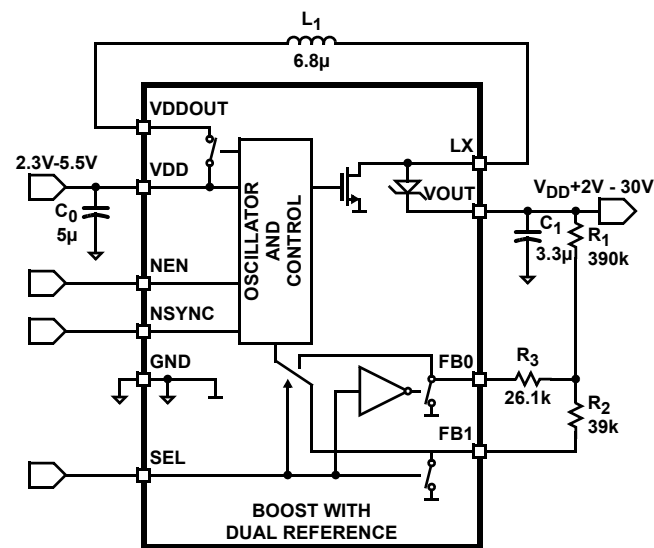 L1
6.8µ
VDDOUT
2.3V-5.5V
VDD
LX
VOUT
VDD+2V - 30V
C0
5µ
OSCILLATOR
AND
CONTROL
C1
3.3µ
R1
390k
NEN
NSYNC
GND
FB0
R3
26.1k
R2
39k
FB1
SEL
BOOST WITH
DUAL REFERENCE